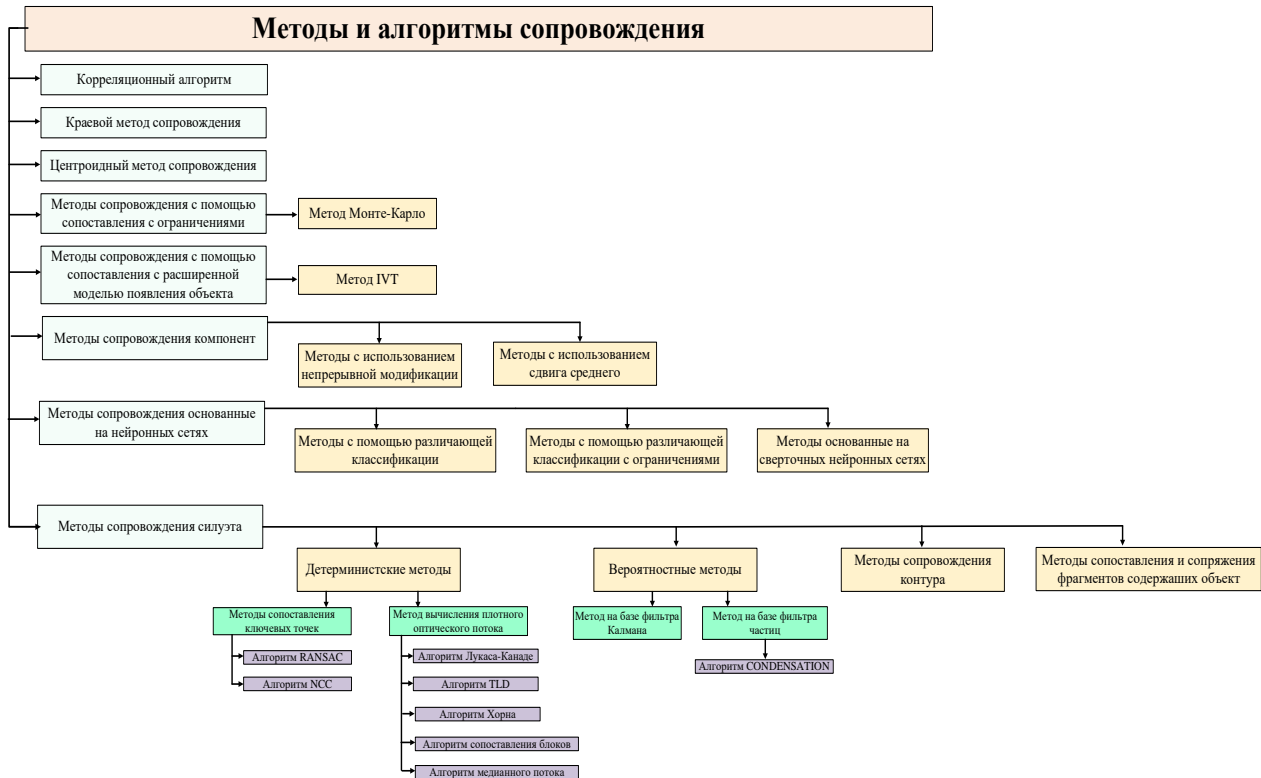 Методы и алгоритмы сопровождения
Корреляционный алгоритм
Краевой метод сопровождения
Центроидный метод сопровождения
Методы сопровождения с помощью
сопоставления с ограничениями
Метод Монте-Карло
Методы сопровождения с помощью
сопоставления с расширенной
моделью появления объекта
Метод IVT
Методы сопровождения компонент
Методы с использованием
непрерывной модификации
Методы с использованием
сдвига среднего
Методы сопровождения основанные
на нейронных сетях
Методы с помощью различающей
классификации
Методы с помощью различающей
классификации с ограничениями
Методы основанные на
сверточных нейронных сетях
Методы сопровождения силуэта
Детерминистские методы
Вероятностные методы
Методы сопровождения
контура
Методы сопоставления и сопряжения
фрагментов содержаших объект
Методы сопоставления
ключевых точек
Метод вычисления плотного
оптического потока
Метод на базе фильтра
Калмана
Метод на базе фильтра
частиц
Алгоритм RANSAC
Алгоритм NCC
Алгоритм Лукаса-Канаде
Алгоритм TLD
Алгоритм Хорна
Алгоритм сопоставления блоков
Алгоритм медианного потока
Алгоритм CONDENSATION